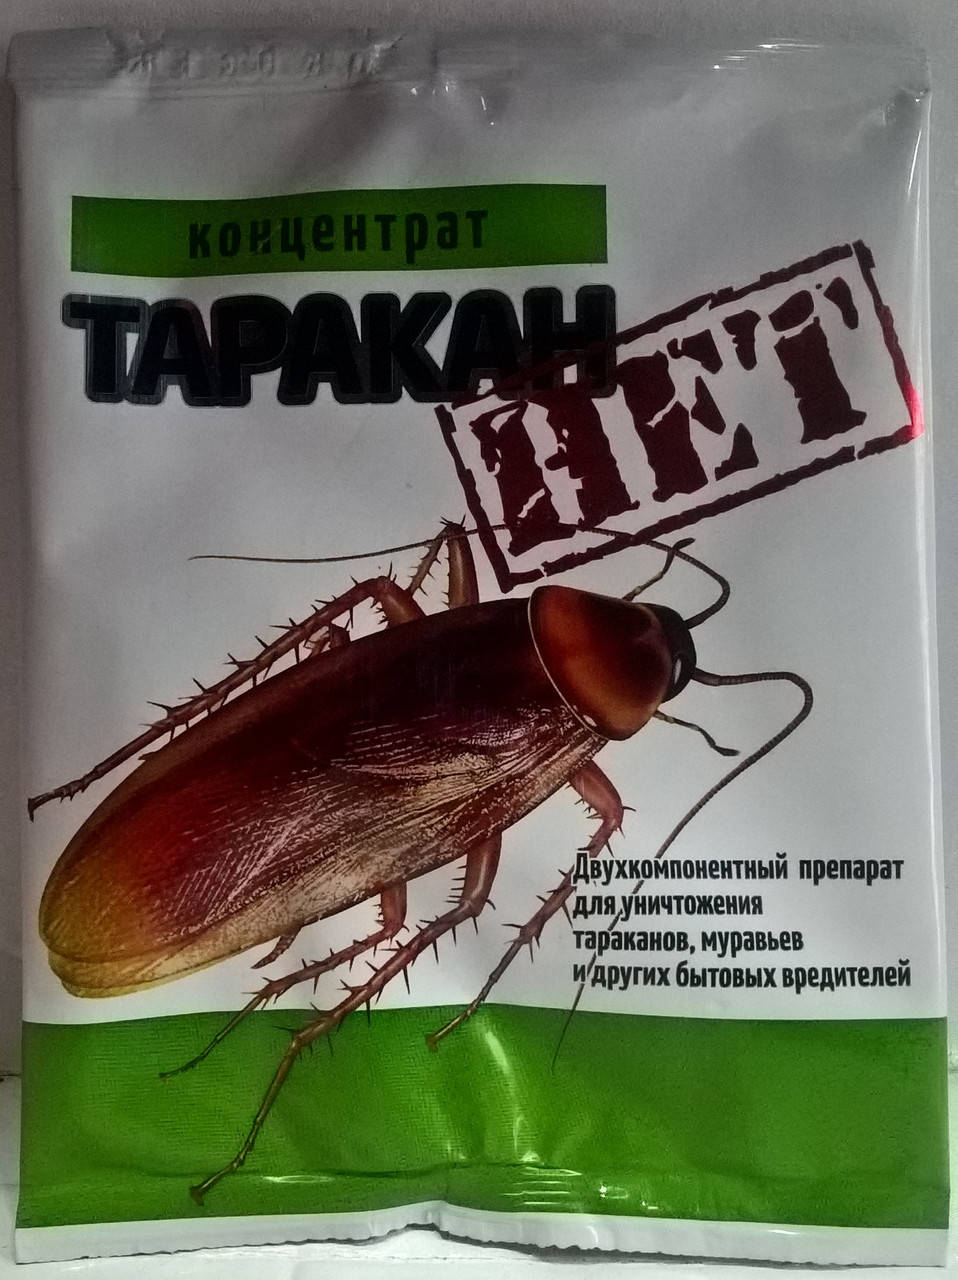 концентрат
ТАРАКАН
НЕТ
Двухкомпонентный препарат
для уничтожения
тараканов, муравьев
и других бытовых вредителей